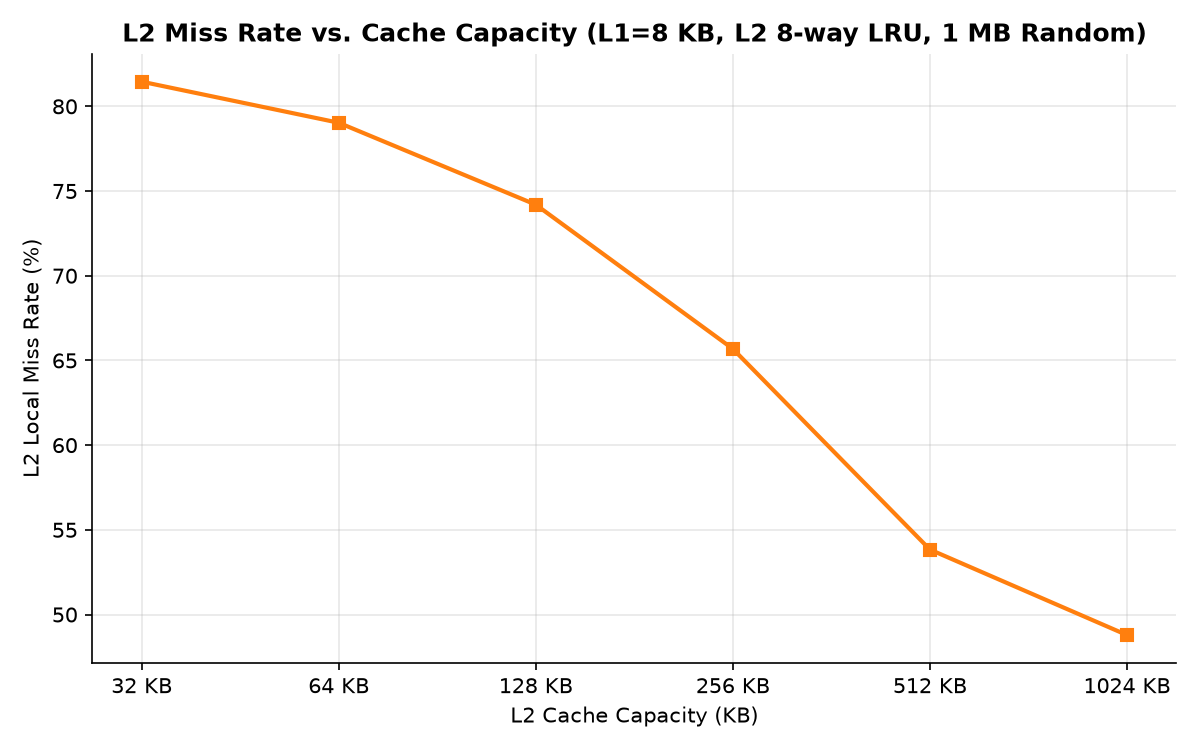 L2 Miss Rate vs. Cache Capacity (L1=8 KB, L2 8-way LRU, 1 MB Random)
L2 Local Miss Rate (%)
80
75
70
65
60
55
50
32 KB 64 KB 128 KB 256 KB 512 KB 1024 KB
L2 Cache Capacity (KB)